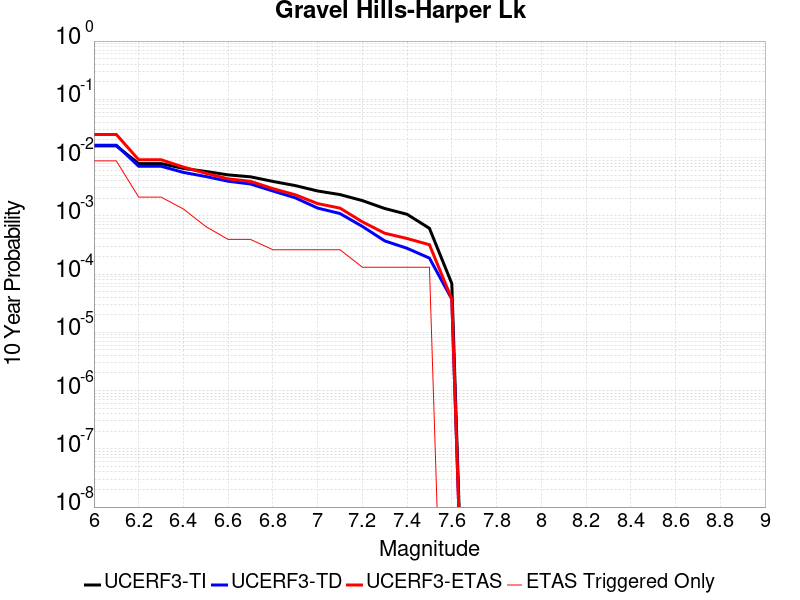 Gravel Hills-Harper Lk
10 Year Probability
10^0
10^-1
10^-2
10^-3
10^-4
10^-5
10^-6
10^-7
10^-8
6 6.2 6.4 6.6 6.8 7 7.2 7.4 7.6 7.8 8 8.2 8.4 8.6 8.8 9
Magnitude
UCERF3-TI UCERF3-TD UCERF3-ETAS ETAS Triggered Only